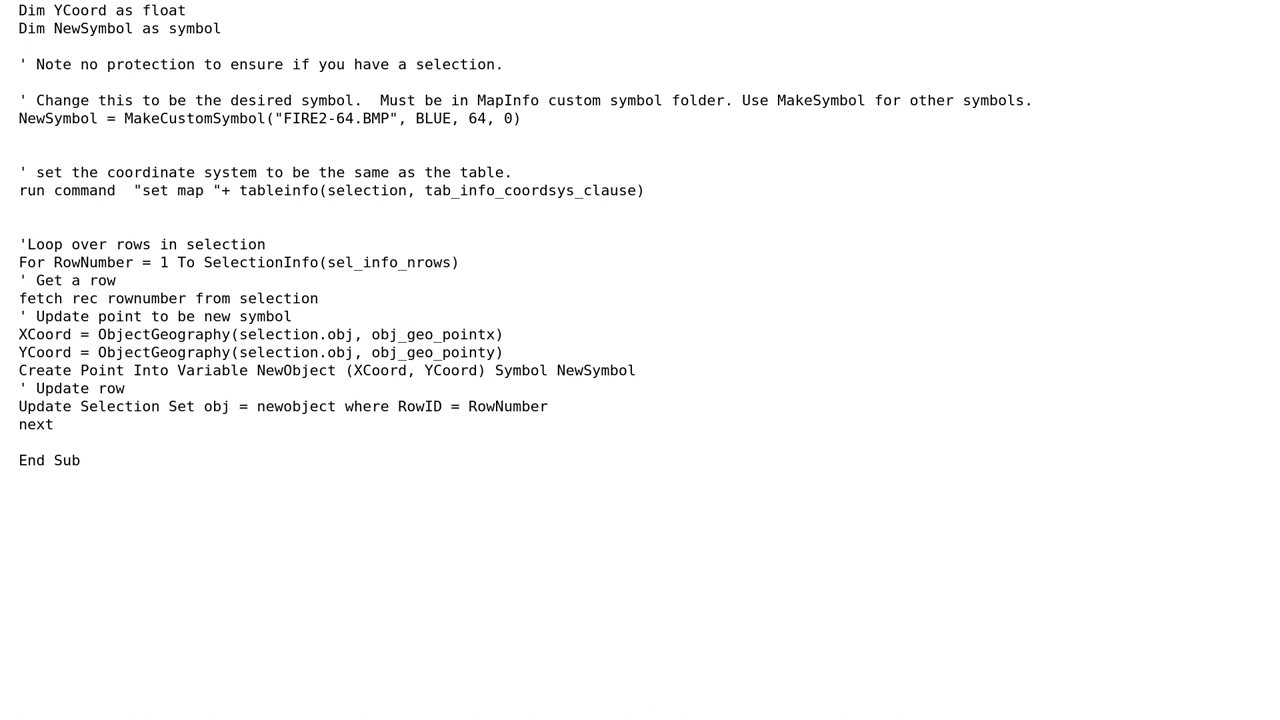 Dim YCoord as float
Dim NewSymbol as symbol
' Note no protection to ensure if you have a selection.
' Change this to be the desired symbol.  Must be in MapInfo custom symbol folder. Use MakeSymbol for other symbols.
NewSymbol = MakeCustomSymbol("FIRE2-64.BMP", BLUE, 64, 0)
' set the coordinate system to be the same as the table.
run command  "set map "+ tableinfo(selection, tab_info_coordsys_clause)
'Loop over rows in selection
For RowNumber = 1 To SelectionInfo(sel_info_nrows)
' Get a row
fetch rec rownumber from selection
' Update point to be new symbol
XCoord = ObjectGeography(selection.obj, obj_geo_pointx)
YCoord = ObjectGeography(selection.obj, obj_geo_pointy)
Create Point Into Variable NewObject (XCoord, YCoord) Symbol NewSymbol
' Update row
Update Selection Set obj = newobject where RowID = RowNumber
next
End Sub